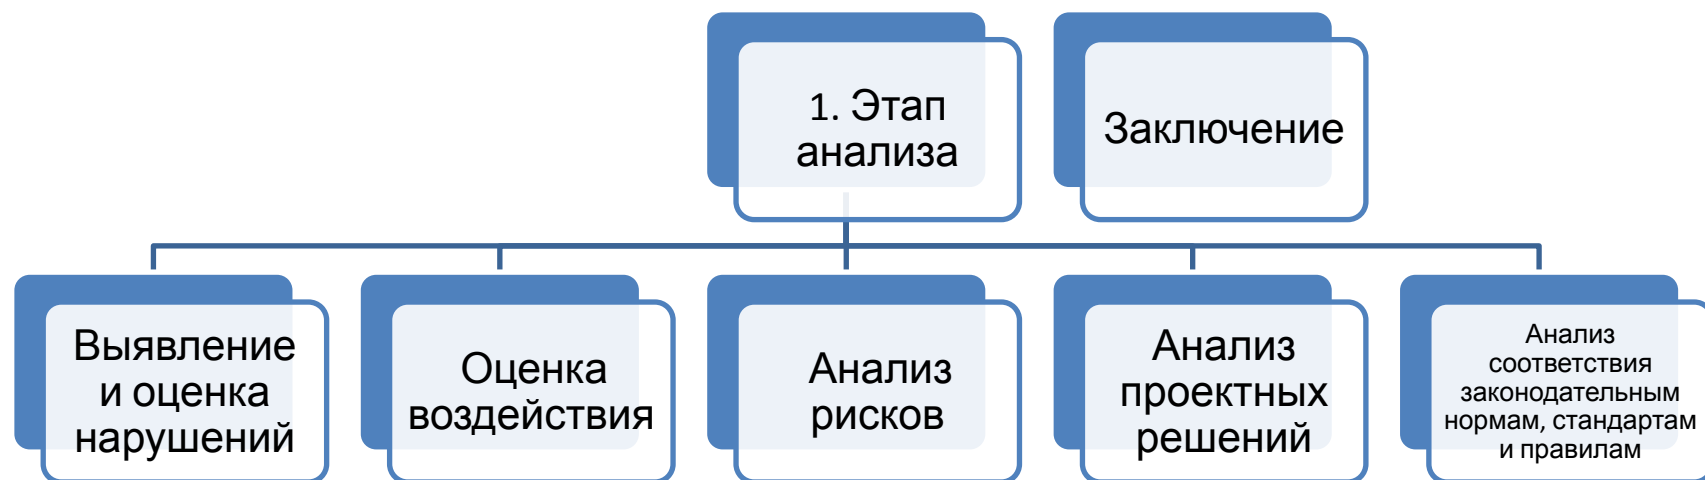 1. Этап
анализа
Заключение
Выявление
и оценка
нарушений
Оценка
воздействия
Анализ
рисков
Анализ
проектных
решений
Анализ
соответствия
законодательным
нормам, стандартам
и правилам